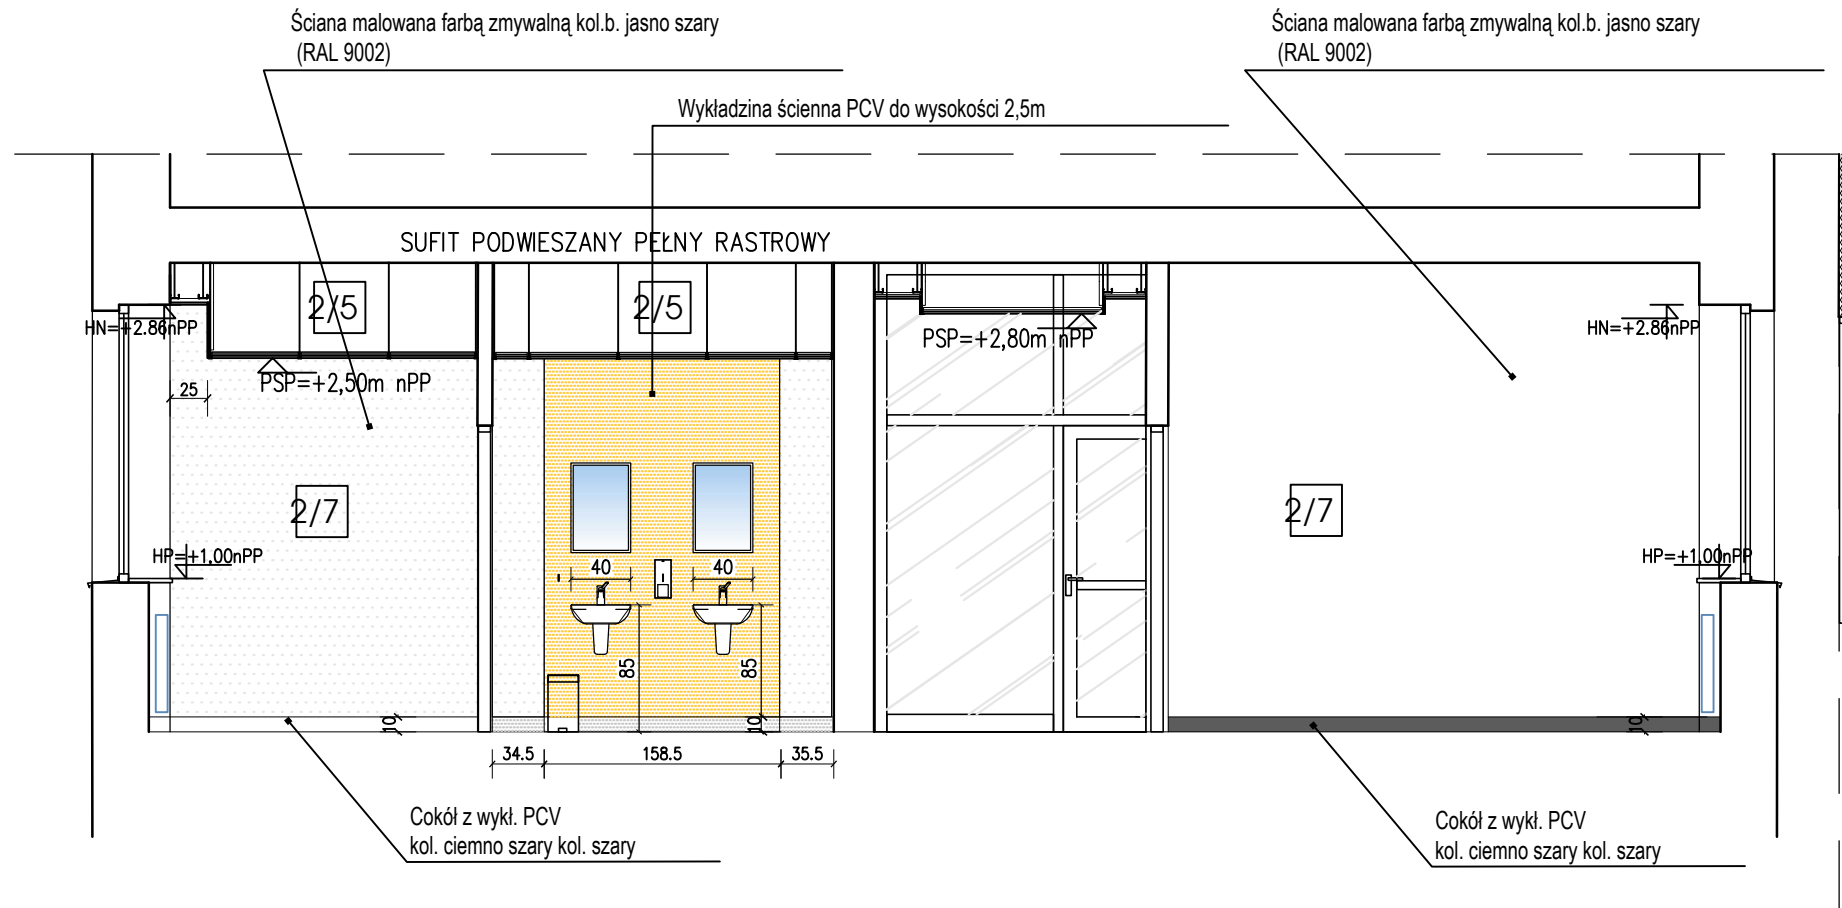 Ściana malowana farbą zmywalną kol.b. jasno szary
(RAL 9002)
Ściana malowana farbą zmywalną kol.b. jasno szary
(RAL 9002)
Wykładzina ścienna PCV do wysokości 2,5m
SUFIT PODWIESZANY PEŁNY RASTROWY
2/5
2/5
HN=+2.86nPP
PSP=+2,80m nPP
HN=+2.86nPP
PSP=+2,50m nPP
25
2/7
2/7
HP=+1,00nPP
HP=+1,00nPP
40
40
85
85
10
10
10
34.5
158.5
35.5
Cokół z wykł. PCV
kol. ciemno szary kol. szary
Cokół z wykł. PCV
kol. ciemno szary kol. szary